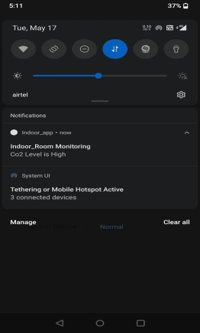 5:11
37%
Tue, May 17
airtel
Notifications
Indoor_app • now
Indoor_Room Monitoring
Co2 Level is High
System UI
Tethering or Mobile Hotspot Active
3 connected devices
Manage
Normal
Clear all